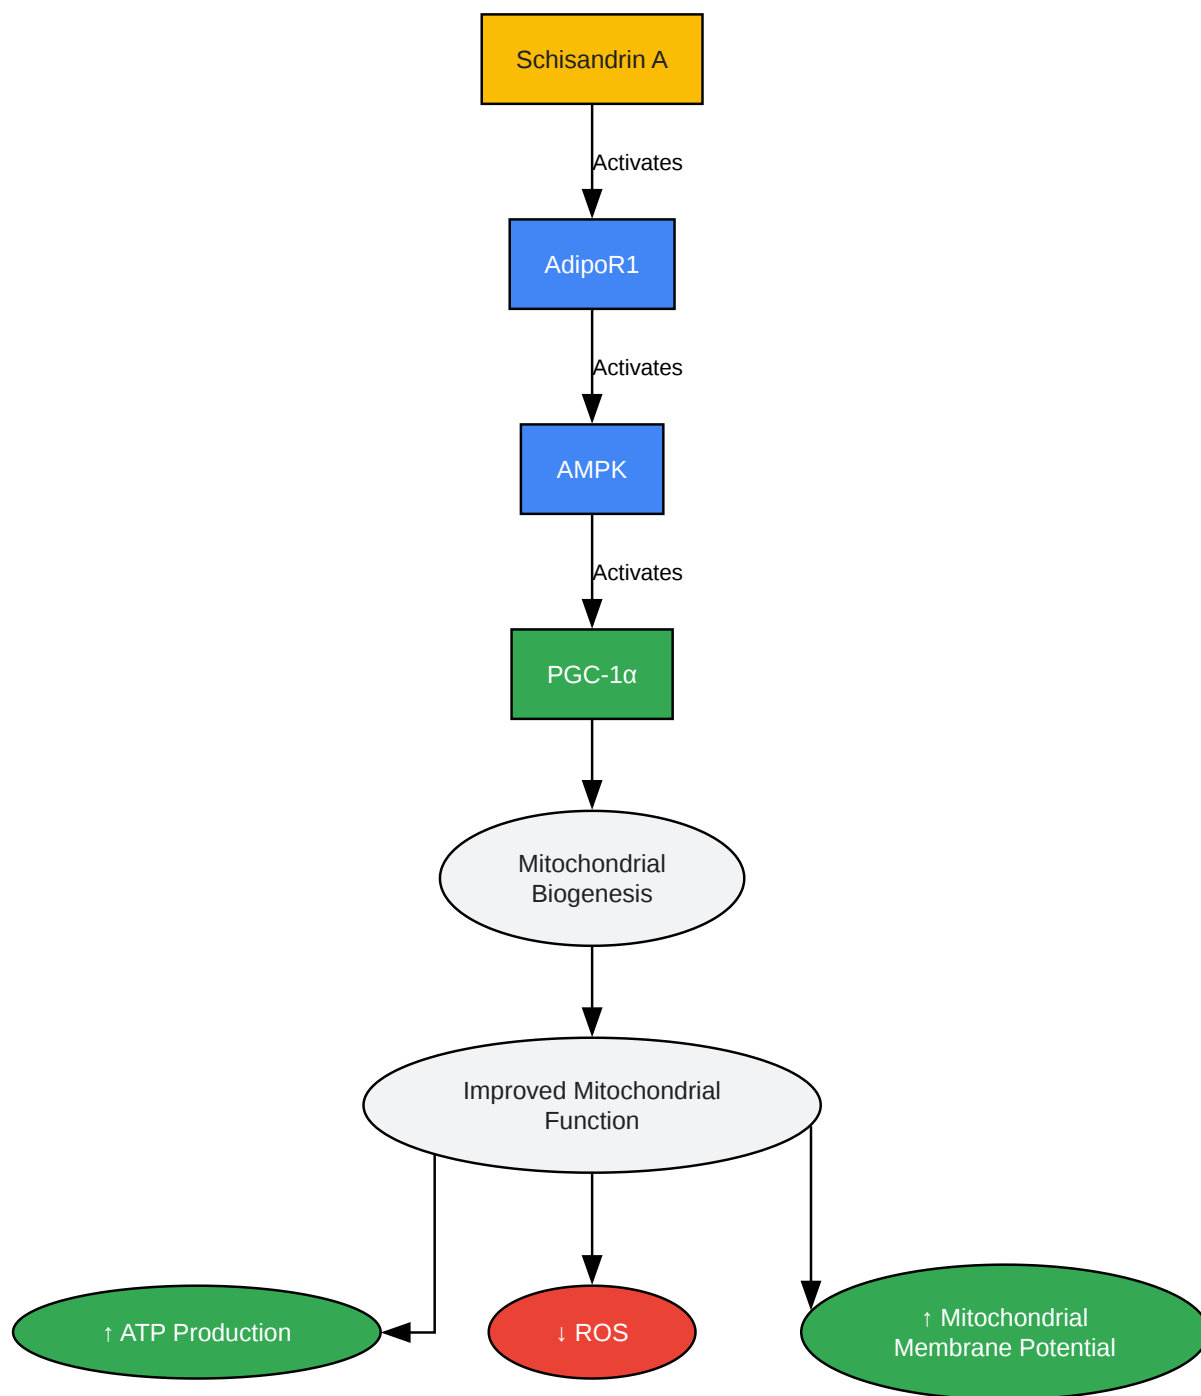 Schisandrin A
Activates
AdipoR1
Activates
AMPK
Activates
PGC-1α
Mitochondrial
Biogenesis
Improved Mitochondrial
Function
↑ ATP Production
↓ ROS
↑ Mitochondrial
Membrane Potential